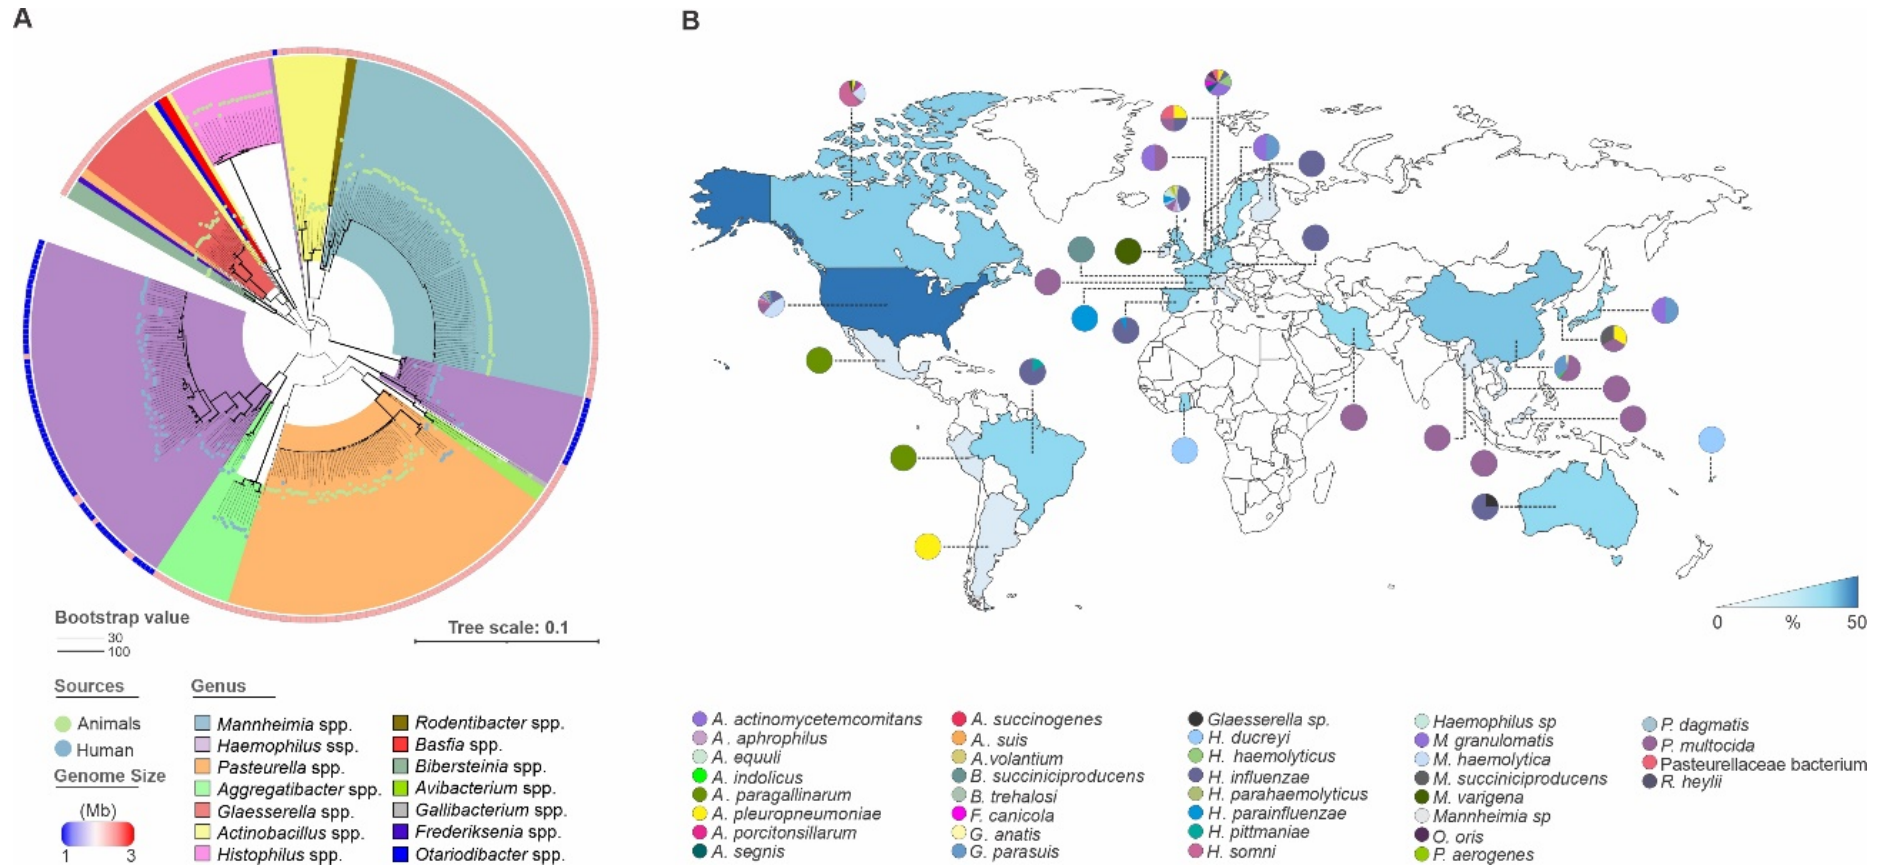 A
B
Bootstrap value
30
100
Tree scale: 0.1
Sources
Animals
Human
Genome Size
(Mb)
1 3
Genus
Mannheimia spp.
Haemophilus ssp.
Pasteurella spp.
Aggregatibacter spp.
Glaesserella spp.
Actinobacillus spp.
Histophilus spp.
Rodentibacter spp.
Basfia spp.
Bibersteinia spp.
Avibacterium spp.
Gallibacterium spp.
Frederiksenia spp.
Otariodibacter spp.
0 % 50
A. actinomycetemcomitans
A . aphrophilus
A. equuli
A. indolicus
A. paragallinarum
A. pleuropneumoniae
A. porcitonsillarum
A. segnis
A. succinogenes
A. suis
A.volantium
B. succiniciproducens
B. trehalosi
F. canicola
G. anatis
G. parasuis
Glaesserella sp.
H. ducreyi
H. haemolyticus
H. influenzae
H. parahaemolyticus
H. parainfluenzae
H. pittmaniae
H. somni
Haemophilus sp
M. granulomatis
M. haemolytica
M. succiniciproducens
M. varigena
Mannheimia sp
O. oris
P. aerogenes
P. dagmatis
P. multocida
Pasteurellaceae bacterium
R. heylii